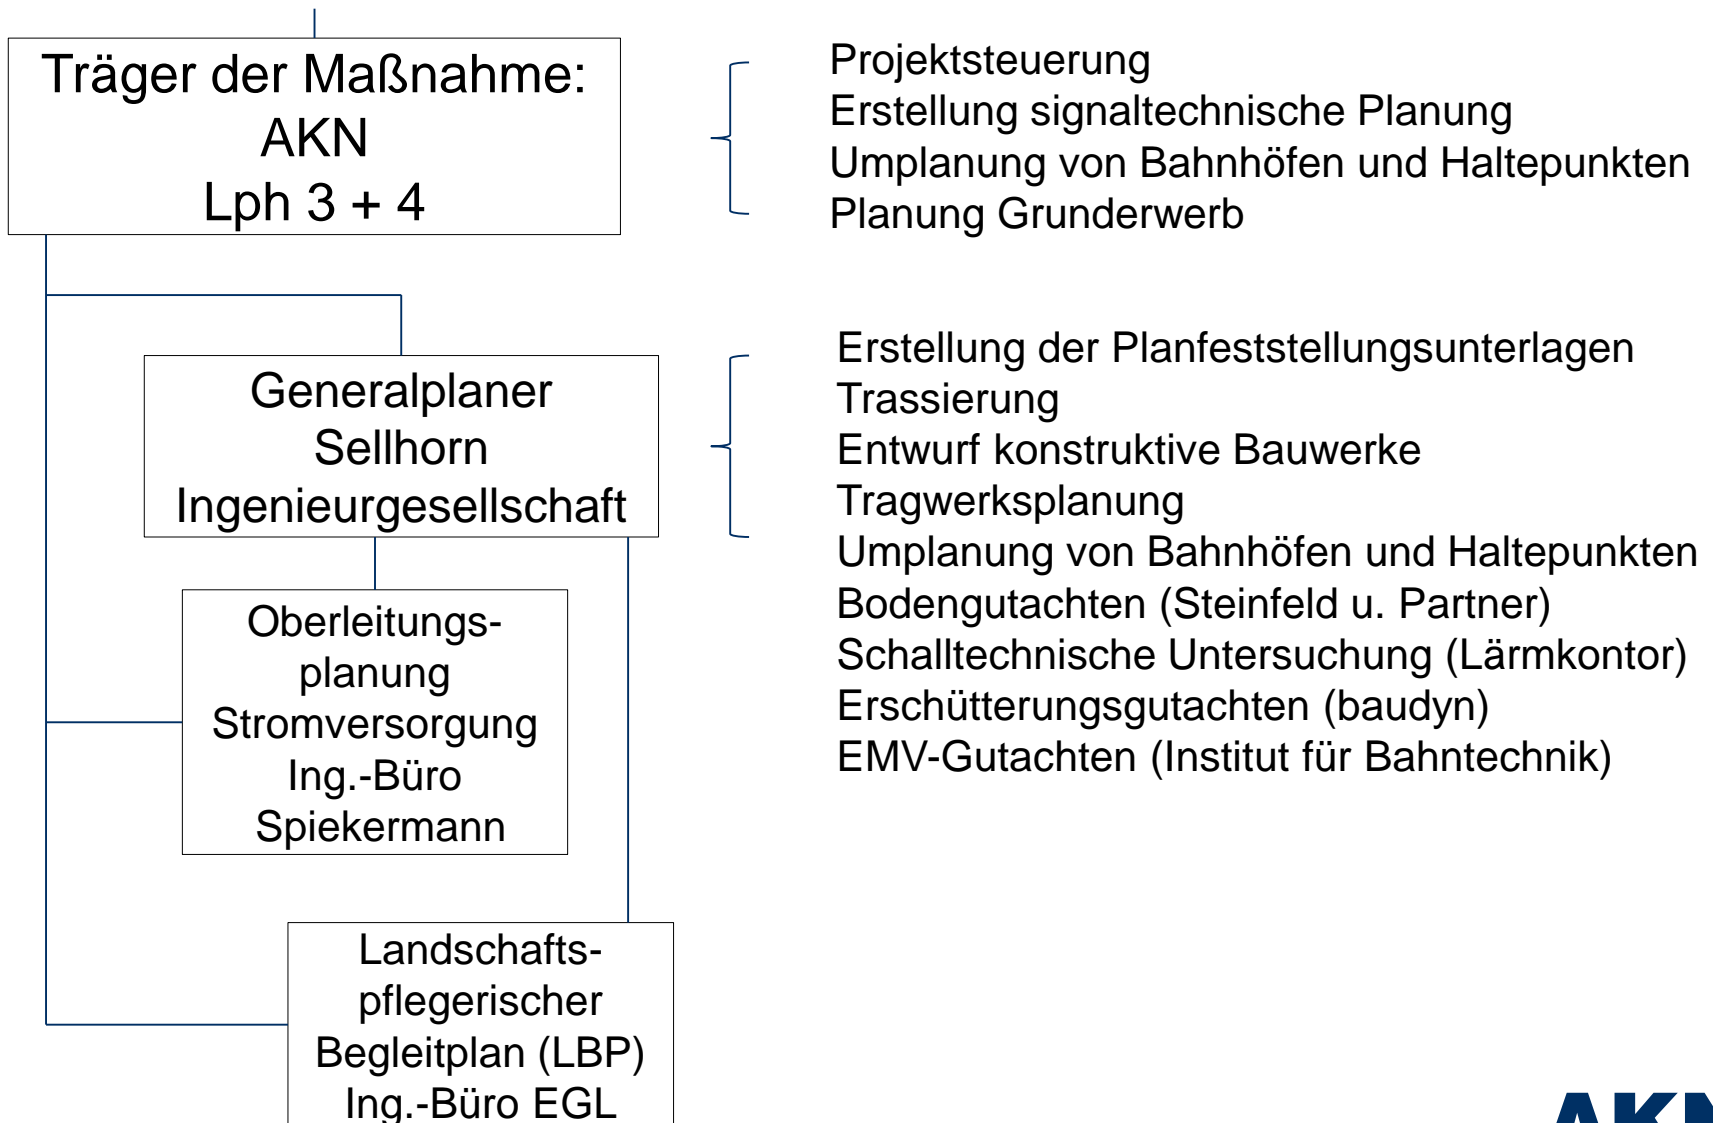 Träger der Maßnahme:
AKN
Lph 3 + 4
Projektsteuerung
Erstellung signaltechnische Planung
Umplanung von Bahnhöfen und Haltepunkten
Planung Grunderwerb
Generalplaner
Sellhorn
Ingenieurgesellschaft
Erstellung der Planfeststellungsunterlagen
Trassierung
Entwurf konstruktive Bauwerke
Tragwerksplanung
Umplanung von Bahnhöfen und Haltepunkten
Bodengutachten (Steinfeld u. Partner)
Schalltechnische Untersuchung (Lärmkontor)
Erschütterungsgutachten (baudyn)
EMV-Gutachten (Institut für Bahntechnik)
Oberleitungs-
planung
Stromversorgung
Ing.-Büro
Spiekermann
Landschafts-
pflegerischer
Begleitplan (LBP)
Ing.-Büro EGL
AKN